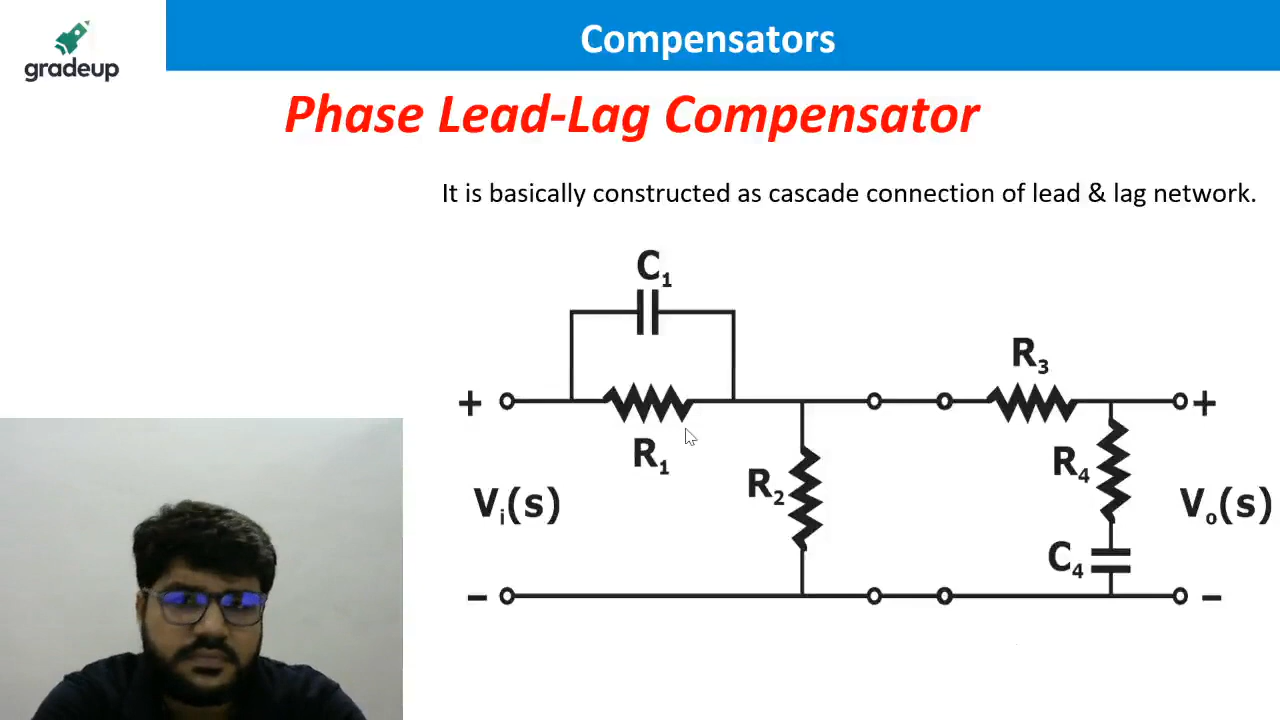 gradeup
Compensators
Phase Lead-Lag Compensator
It is basically constructed as cascade connection of lead & lag network.
C₁
R₃
+
+
R₁
R₄
R₂
Vᵢ(s)
Vₒ(s)
C₄
−
−